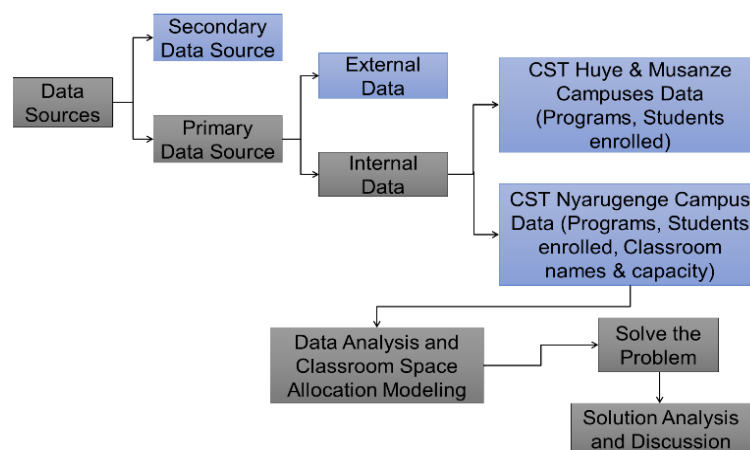 Secondary
Data Source
Data
Sources
Primary
Data Source
External
Data
Internal
Data
CST Huye & Musanze
Campuses Data
(Programs, Students
enrolled)
CST Nyarugenge Campus
Data (Programs, Students
enrolled, Classroom
names & capacity)
Data Analysis and
Classroom Space
Allocation Modeling
Solve the
Problem
Solution Analysis
and Discussion